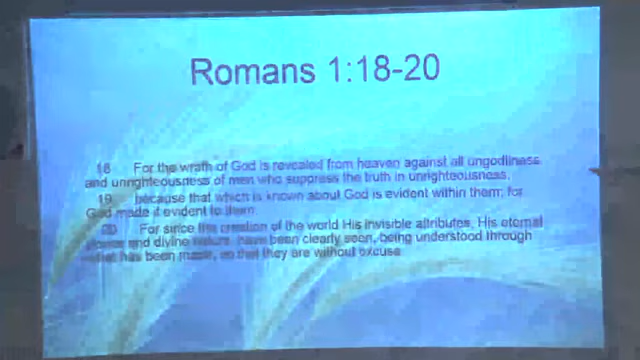 Romans 1:18-20
18 For the wrath of God is revealed from heaven against all ungodliness
and unrighteousness of men who suppress the truth in unrighteousness,
19 because that which is known about God is evident within them; for
God made it evident to them.
20 For since the creation of the world His invisible attributes, His eternal
power and divine nature, have been clearly seen, being understood through
what has been made, so that they are without excuse.